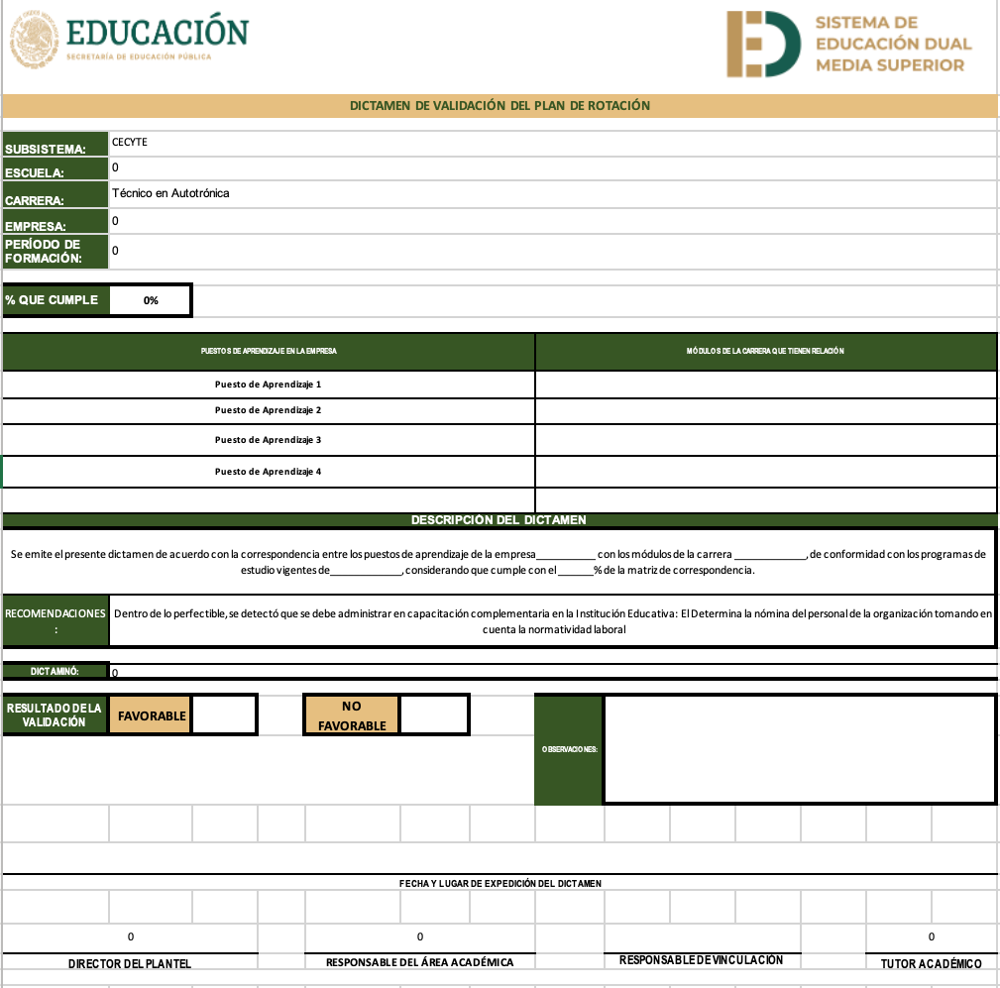 EDUCACIÓN
SECRETARÍA DE EDUCACIÓN PÚBLICA
SISTEMA DE
EDUCACIÓN DUAL
MEDIA SUPERIOR
DICTAMEN DE VALIDACIÓN DEL PLAN DE ROTACIÓN
SUBSISTEMA: CECYTE
ESCUELA: 0
CARRERA: Técnico en Autotrónica
EMPRESA: 0
PERÍODO DE
FORMACIÓN: 0
% QUE CUMPLE 0%
PUESTOS DE APRENDIZAJE EN LA EMPRESA MÓDULOS DE LA CARRERA QUE TIENEN RELACIÓN
Puesto de Aprendizaje 1
Puesto de Aprendizaje 2
Puesto de Aprendizaje 3
Puesto de Aprendizaje 4
DESCRIPCIÓN DEL DICTAMEN
Se emite el presente dictamen de acuerdo con la correspondencia entre los puestos de aprendizaje de la empresa__________ con los módulos de la carrera ____________, de conformidad con los programas de
estudio vigentes de____________, considerando que cumple con el ______% de la matriz de correspondencia.
RECOMENDACIONES
:
Dentro de lo perfectible, se detectó que se debe administrar en capacitación complementaria en la Institución Educativa: El Determina la nómina del personal de la organización tomando en
cuenta la normatividad laboral
DICTAMINÓ: 0
RESULTADO DE LA
VALIDACIÓN
FAVORABLE
NO
FAVORABLE
OBSERVACIONES:
FECHA Y LUGAR DE EXPEDICIÓN DEL DICTAMEN
0 0 0
DIRECTOR DEL PLANTEL RESPONSABLE DEL ÁREA ACADÉMICA RESPONSABLE DE VINCULACIÓN TUTOR ACADÉMICO